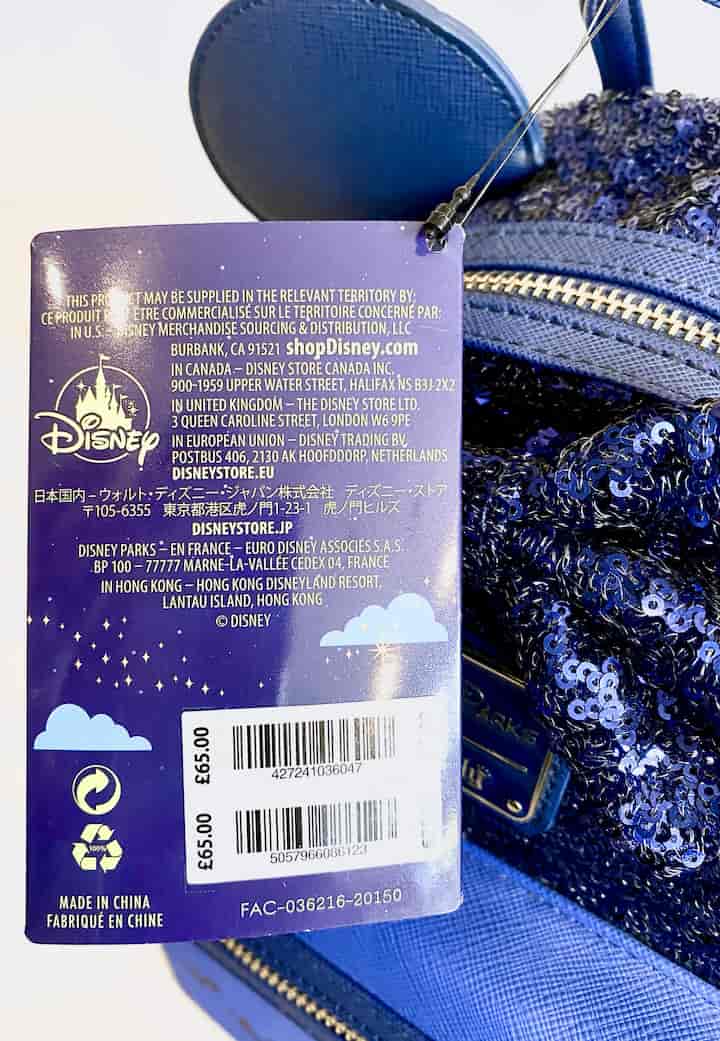 THIS PRODUCT MAY BE SUPPLIED IN THE RELEVANT TERRITORY BY:
CE PRODUIT PEUT ÊTRE COMMERCIALISÉ SUR LE TERRITOIRE CONCERNÉ PAR:
IN U.S. – DISNEY MERCHANDISE SOURCING & DISTRIBUTION, LLC
BURBANK, CA 91521 shopDisney.com
IN CANADA – DISNEY STORE CANADA INC.
900-1959 UPPER WATER STREET, HALIFAX NS B3J 2X2
IN UNITED KINGDOM – THE DISNEY STORE LTD.
3 QUEEN CAROLINE STREET, LONDON W6 9PE
IN EUROPEAN UNION – DISNEY TRADING BV,
POSTBUS 406, 2130 AK HOOFDDORP, NETHERLANDS
DISNEYSTORE.EU
Disney
日本国内 – ウォルト・ディズニー・ジャパン株式会社 ディズニー・ストア
〒105-6355 東京都港区虎ノ門1-23-1 虎ノ門ヒルズ
DISNEYSTORE.JP
DISNEY PARKS – EN FRANCE – EURO DISNEY ASSOCIÉS S.A.S.
BP 100 – 77777 MARNE-LA-VALLÉE CEDEX 04, FRANCE
IN HONG KONG – HONG KONG DISNEYLAND RESORT,
LANTAU ISLAND, HONG KONG
© DISNEY
£65.00
427241036047
£65.00
5057966086123
100%
MADE IN CHINA
FABRIQUÉ EN CHINE
FAC-036216-20150